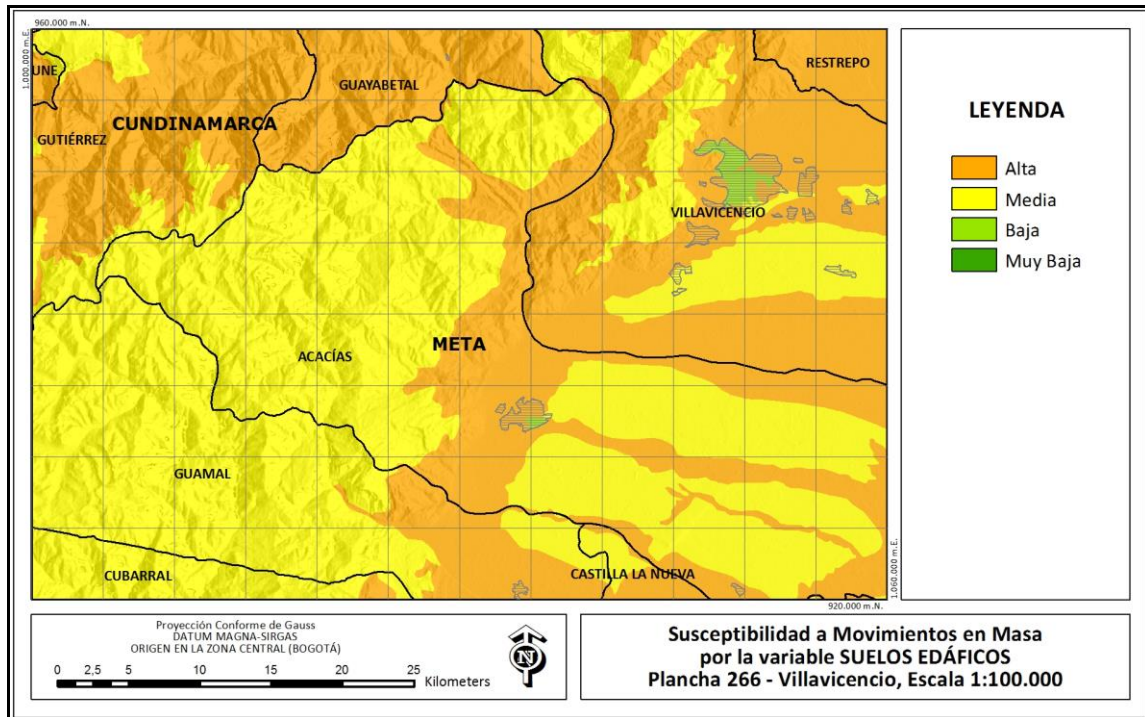 960.000 m.N.
1.000.000 m.E.
UNE
GUAYABETAL
RESTREPO
CUNDINAMARCA
GUTIÉRREZ
VILLAVICENCIO
META
ACACÍAS
GUAMAL
CUBARRAL
CASTILLA LA NUEVA
1.060.000 m.E.
920.000 m.N.
LEYENDA
Alta
Media
Baja
Muy Baja
Proyección Conforme de Gauss
DATUM MAGNA-SIRGAS
ORIGEN EN LA ZONA CENTRAL (BOGOTÁ)
0 2,5 5 10 15 20 25
Kilometers
N
Susceptibilidad a Movimientos en Masa
por la variable SUELOS EDÁFICOS
Plancha 266 - Villavicencio, Escala 1:100.000